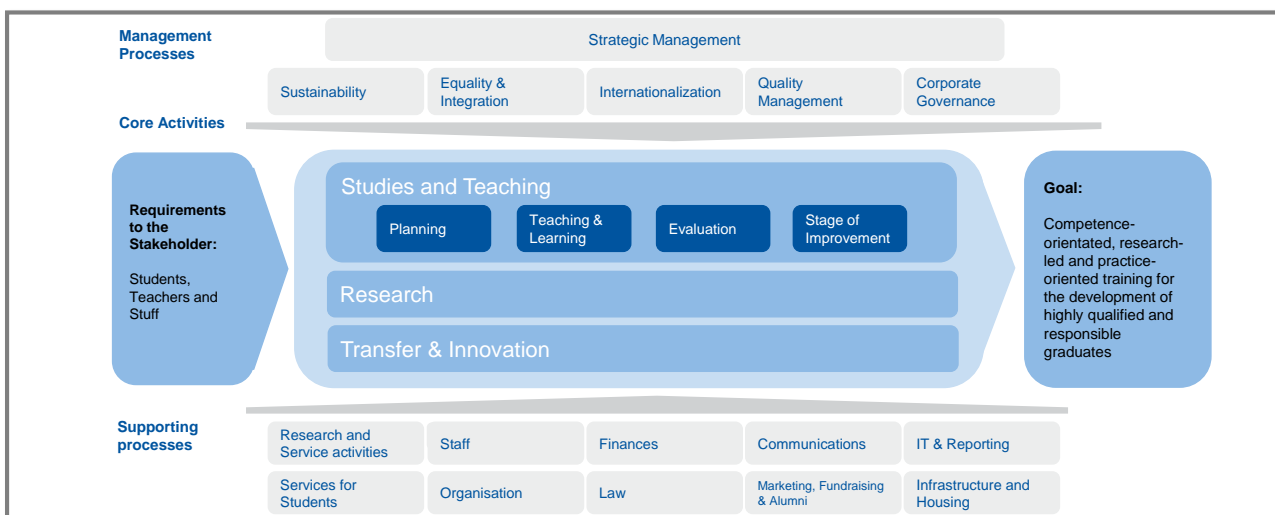 Management
Processes
Strategic Management
Sustainability
Equality &
Integration
Internationalization
Quality
Management
Corporate
Governance
Core Activities
Requirements
to the
Stakeholder:
Students,
Teachers and
Stuff
Studies and Teaching
Planning
Teaching &
Learning
Evaluation
Stage of
Improvement
Research
Transfer & Innovation
Goal:
Competence-
orientated, research-
led and practice-
oriented training for
the development of
highly qualified and
responsible
graduates
Supporting
processes
Research and
Service activities
Staff
Finances
Communications
IT & Reporting
Services for
Students
Organisation
Law
Marketing, Fundraising
& Alumni
Infrastructure and
Housing